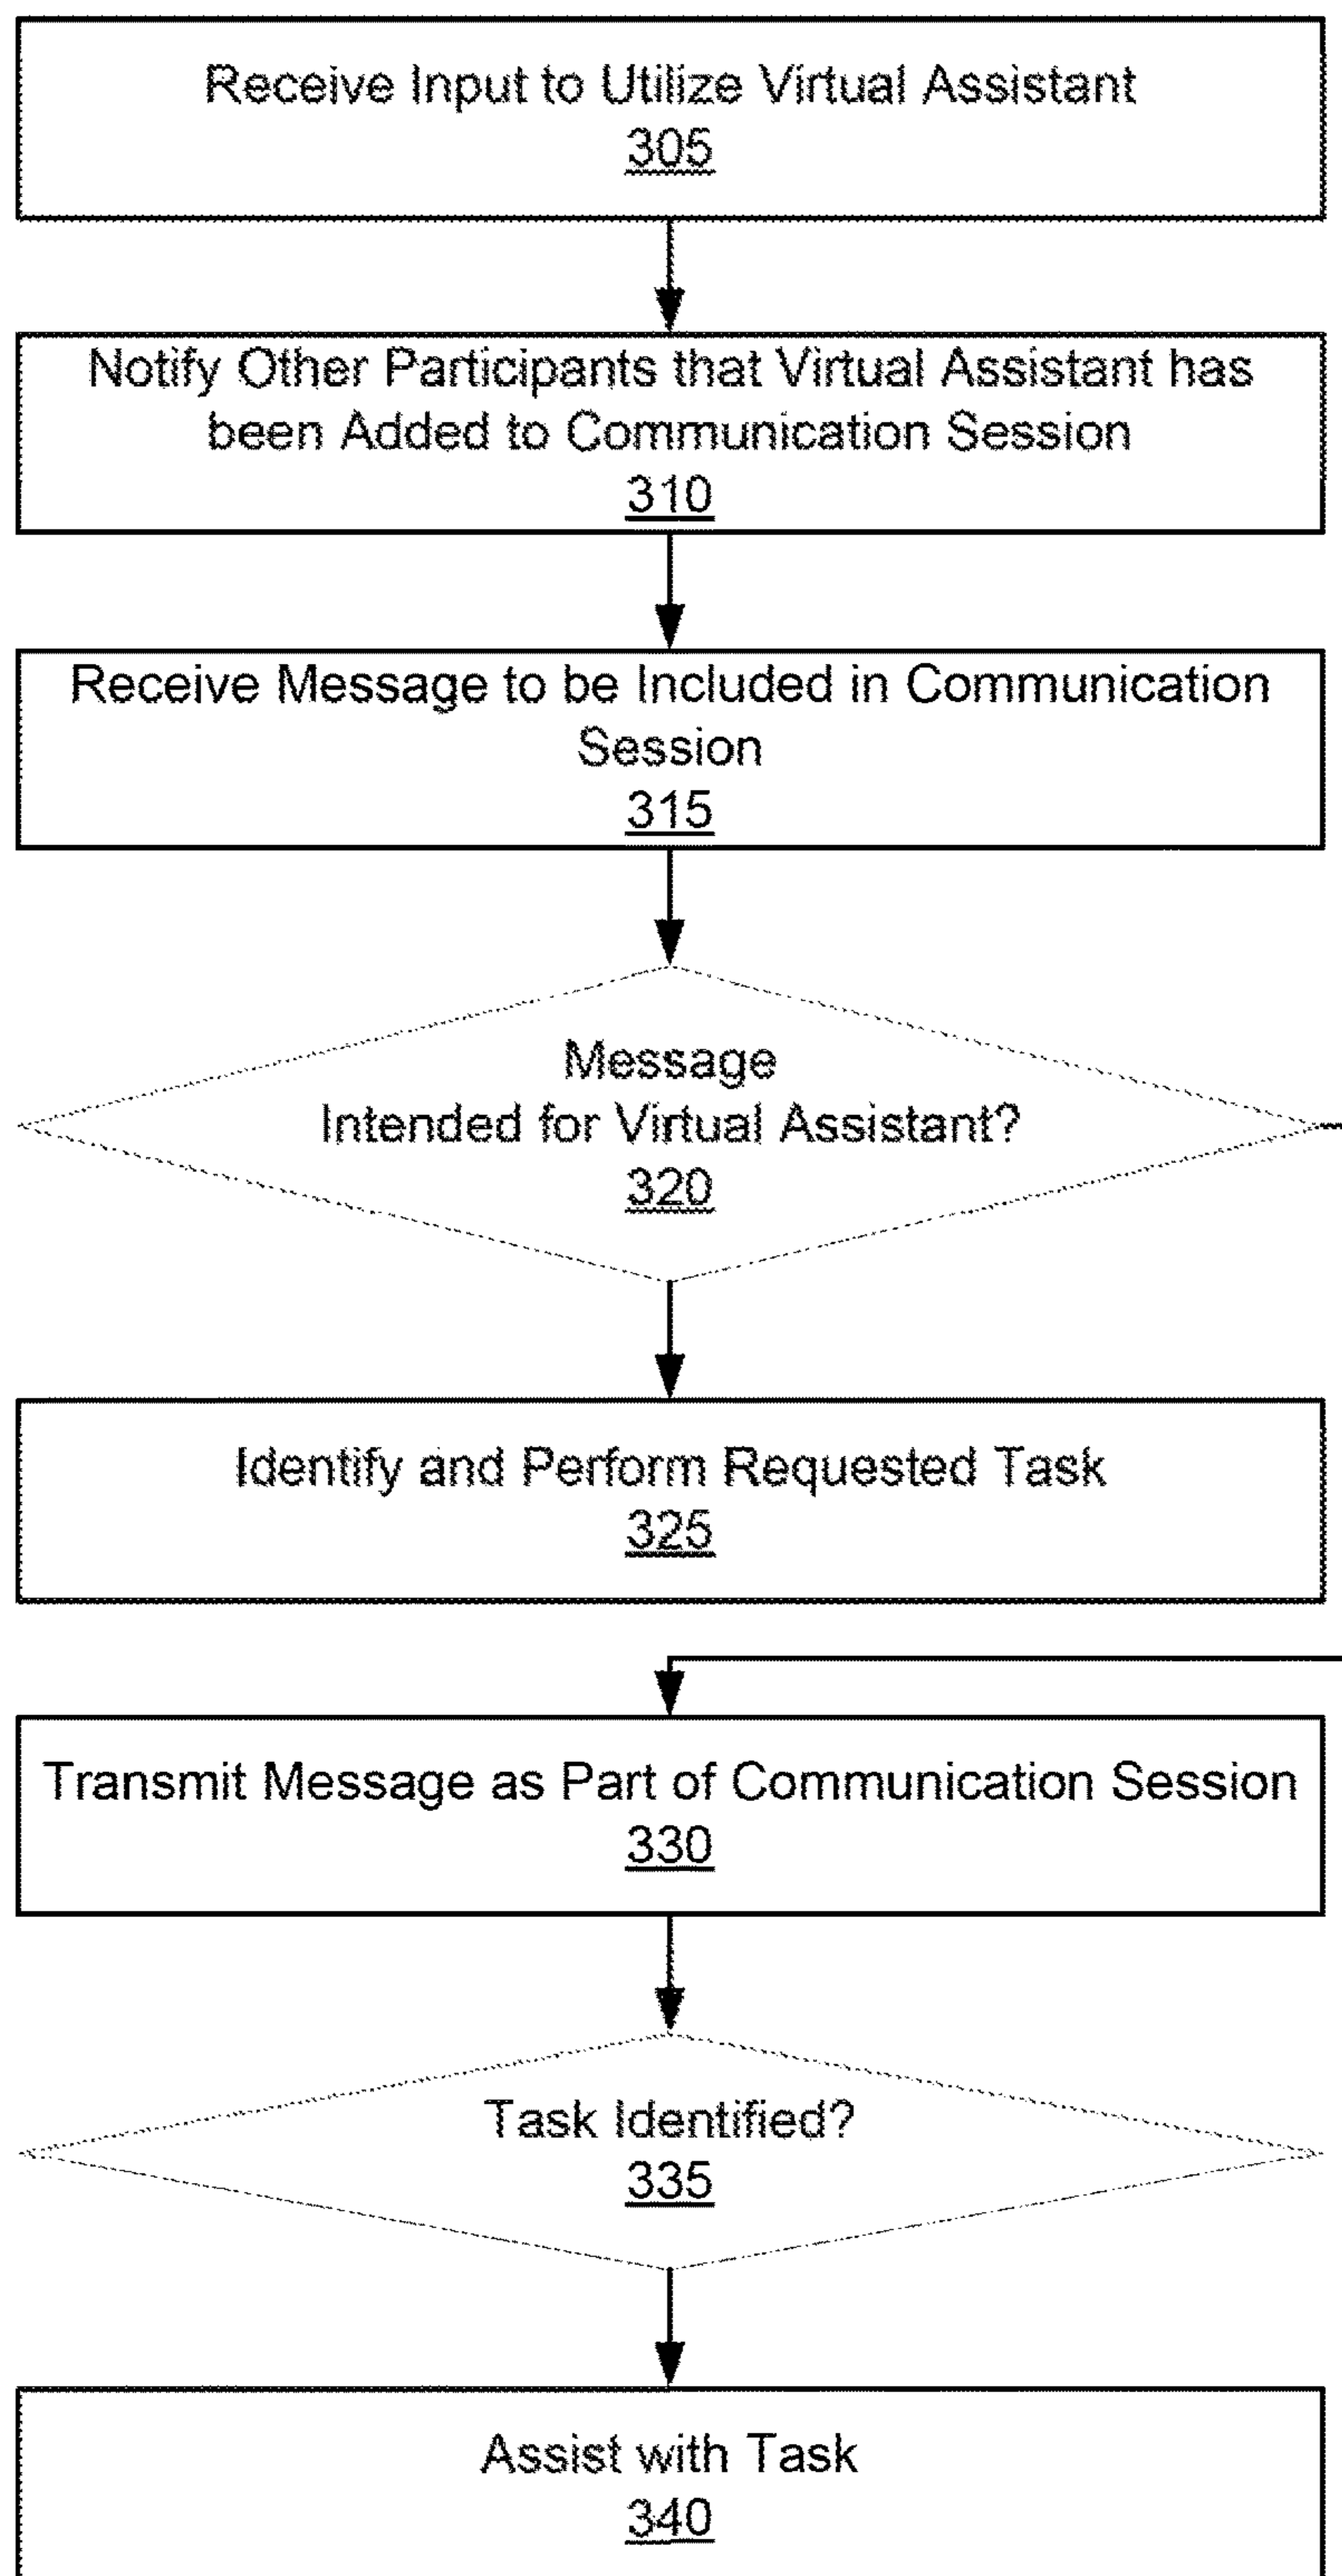 Receive Input to Utilize Virtual Assistant
305
Notify Other Participants that Virtual Assistant has
been Added to Communication Session
310
Receive Message to be Included in Communication
Session
315
Message
Intended for Virtual Assistant?
320
Identify and Perform Requested Task
325
Transmit Message as Part of Communication Session
330
Task Identified?
335
Assist with Task
340